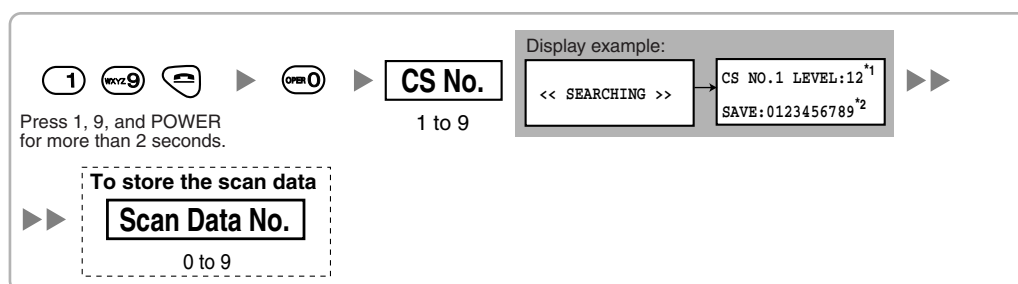 Display example:
1) WXYZ9 OPER0 CS No. << SEARCHING >> CS NO.1 LEVEL:12*1
SAVE:0123456789*2
1 to 9
Press 1, 9, and POWER
for more than 2 seconds.
To store the scan data
Scan Data No.
0 to 9